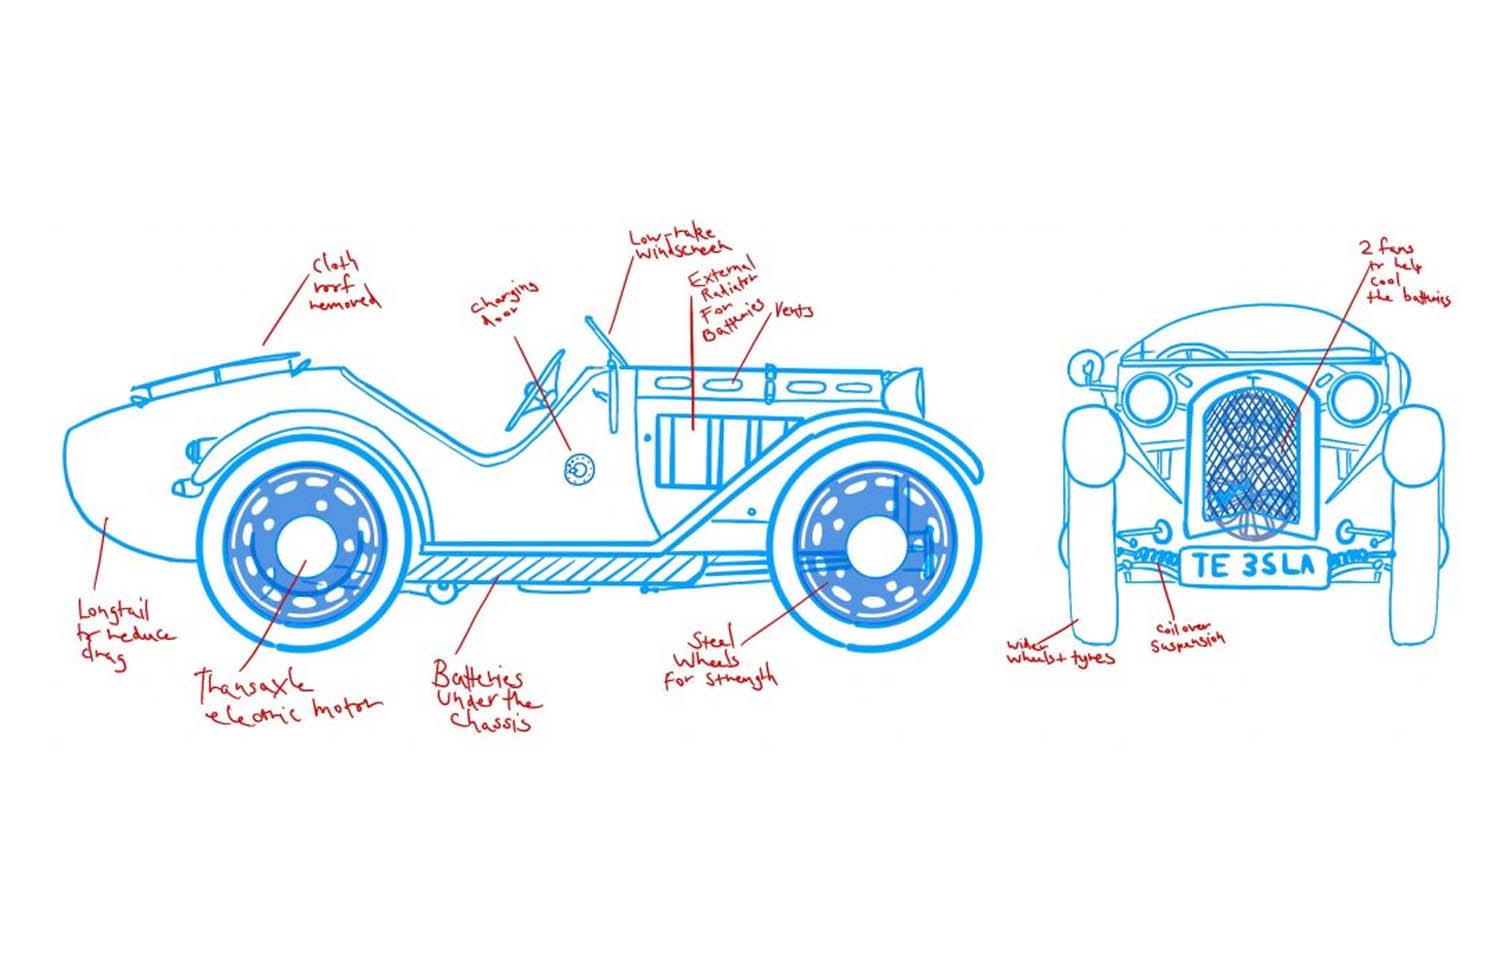 Cloth
roof
removed
Charging
door
Low-rake
Windscreen
External
Radiator
For
Batteries
Vents
Longtail
to reduce
drag
Transaxle
electric motor
Batteries
Under the
Chassis
Steel
Wheels
For Strength
2 fans
to help
cool
the batteries
T
TE 3SLA
wider
wheels + tyres
coil over
Suspension